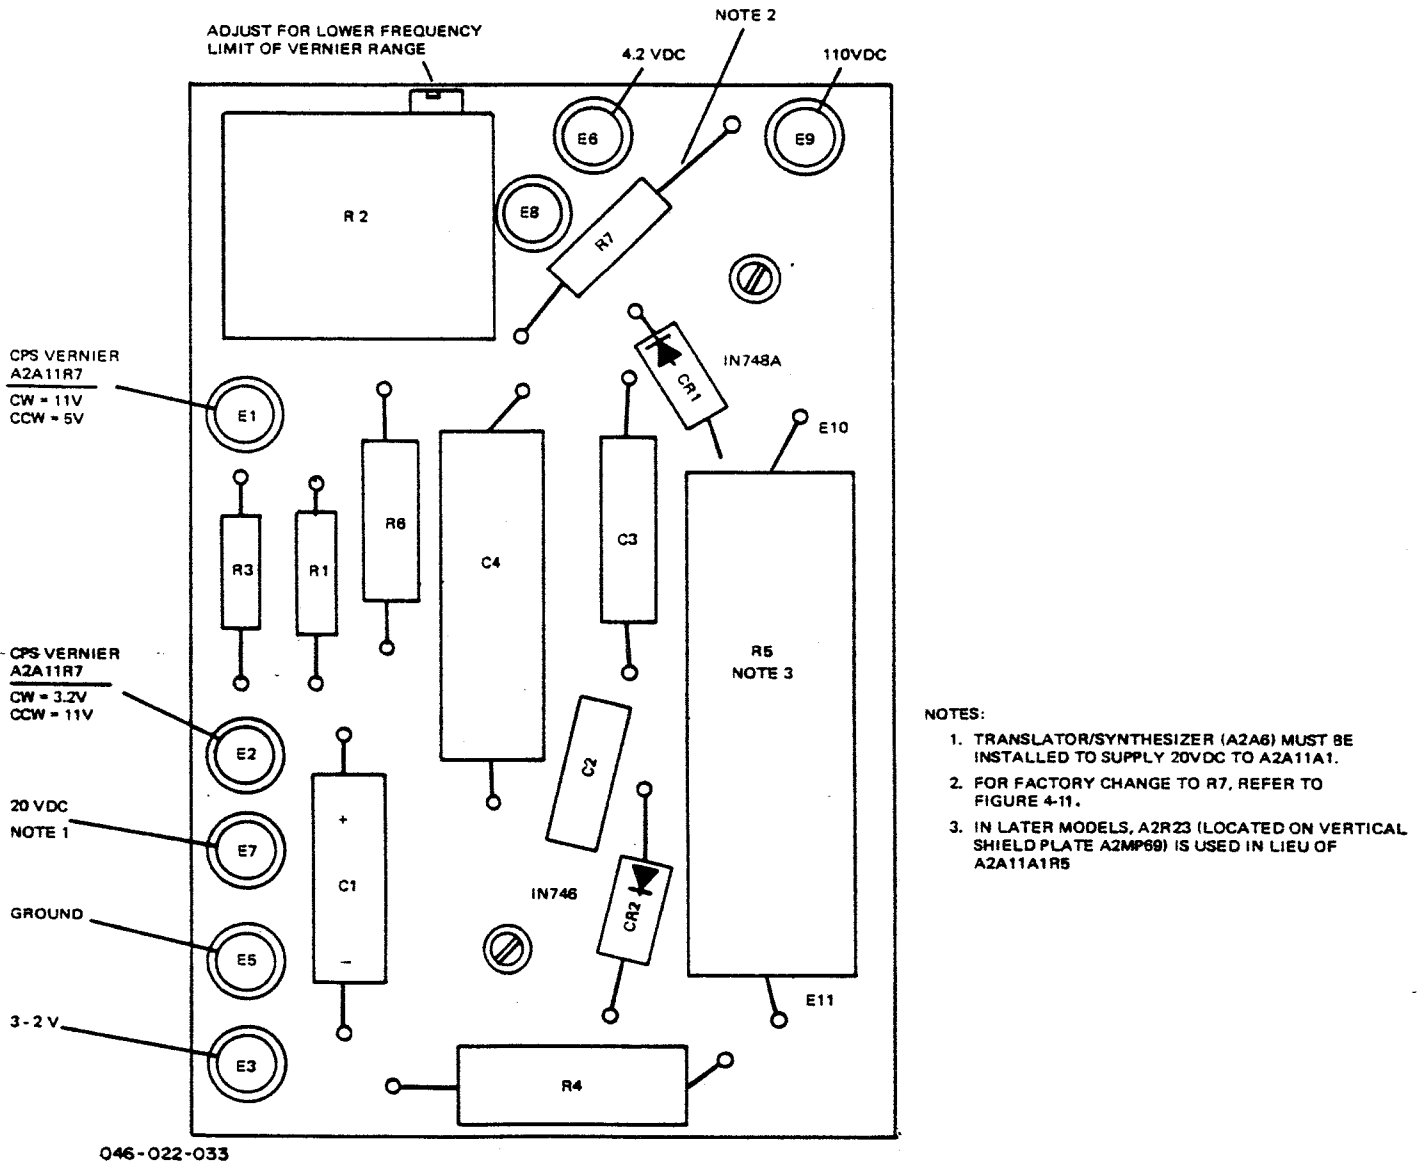 NOTE 2
ADJUST FOR LOWER FREQUENCY
LIMIT OF VERNIER RANGE
4.2 VDC
110VDC
E6
E9
R 2
E8
R7
CPS VERNIER
A2A11R7
CW = 11V
CCW = 5V
E1
IN748A
CR1
E10
R6
C4
C3
R3
R1
R5
NOTE 3
CPS VERNIER
A2A11R7
CW = 3.2V
CCW = 11V
E2
C2
20 VDC
NOTE 1
E7
+
C1
-
IN746
CR2
GROUND
E5
E11
3-2 V
E3
R4
046-022-033
NOTES:
1. TRANSLATOR/SYNTHESIZER (A2A6) MUST BE
INSTALLED TO SUPPLY 20VDC TO A2A11A1.
2. FOR FACTORY CHANGE TO R7, REFER TO
FIGURE 4-11.
3. IN LATER MODELS, A2R23 (LOCATED ON VERTICAL
SHIELD PLATE A2MP69) IS USED IN LIEU OF
A2A11A1R5